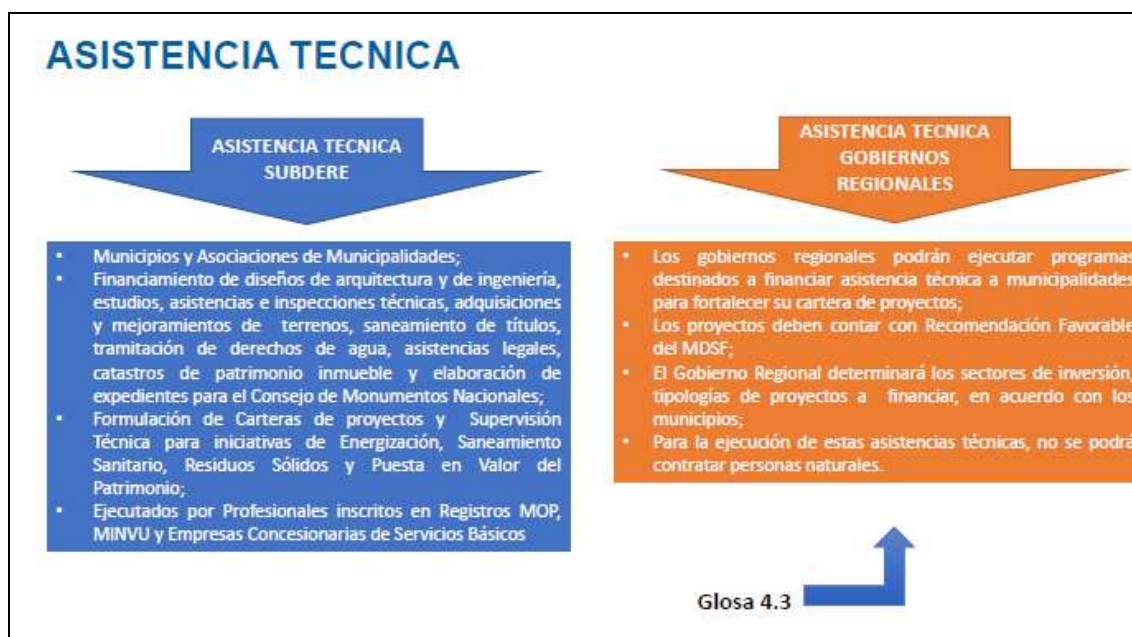 ASISTENCIA TECNICA
ASISTENCIA TECNICA
SUBDERE
• Municipios y Asociaciones de Municipalidades;
• Financiamiento de diseños de arquitectura y de ingeniería,
estudios, asistencias e inspecciones técnicas, adquisiciones
y mejoramientos de terrenos, saneamiento de títulos,
tramitación de derechos de agua, asistencias legales,
catastros de patrimonio inmueble y elaboración de
expedientes para el Consejo de Monumentos Nacionales;
• Formulación de Carteras de proyectos y Supervisión
Técnica para iniciativas de Energización, Saneamiento
Sanitario, Residuos Sólidos y Puesta en Valor del
Patrimonio;
• Ejecutados por Profesionales inscritos en Registros MOP,
MINVU y Empresas Concesionarias de Servicios Básicos
ASISTENCIA TECNICA
GOBIERNOS
REGIONALES
• Los gobiernos regionales podrán ejecutar programas
destinados a financiar asistencia técnica a municipalidades
para fortalecer su cartera de proyectos;
• Los proyectos deben contar con Recomendación Favorable
del MDSF;
• El Gobierno Regional determinará los sectores de inversión,
tipologías de proyectos a financiar, en acuerdo con los
municipios;
• Para la ejecución de estas asistencias técnicas, no se podrá
contratar personas naturales.
Glosa 4.3